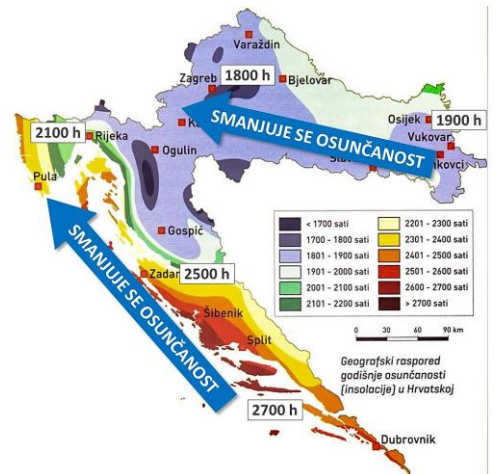 Varaždin
Zagreb
1800 h
Bjelovar
SMANJUJE SE OSUNČANOST
Osijek
1900 h
Vukovar
2100 h
Rijeka
Ogulin
Pula
Gospić
SMANJUJE SE OSUNČANOST
Zadar
2500 h
Šibenik
Split
2700 h
Dubrovnik
< 1700 sati
1700 - 1800 sati
1801 - 1900 sati
1901 - 2000 sati
2001 - 2100 sati
2101 - 2200 sati
2201 - 2300 sati
2301 - 2400 sati
2401 - 2500 sati
2501 - 2600 sati
2600 - 2700 sati
> 2700 sati
0 30 60 90 km
Geografski raspored
godišnje osunčanosti
(insolacije) u Hrvatskoj